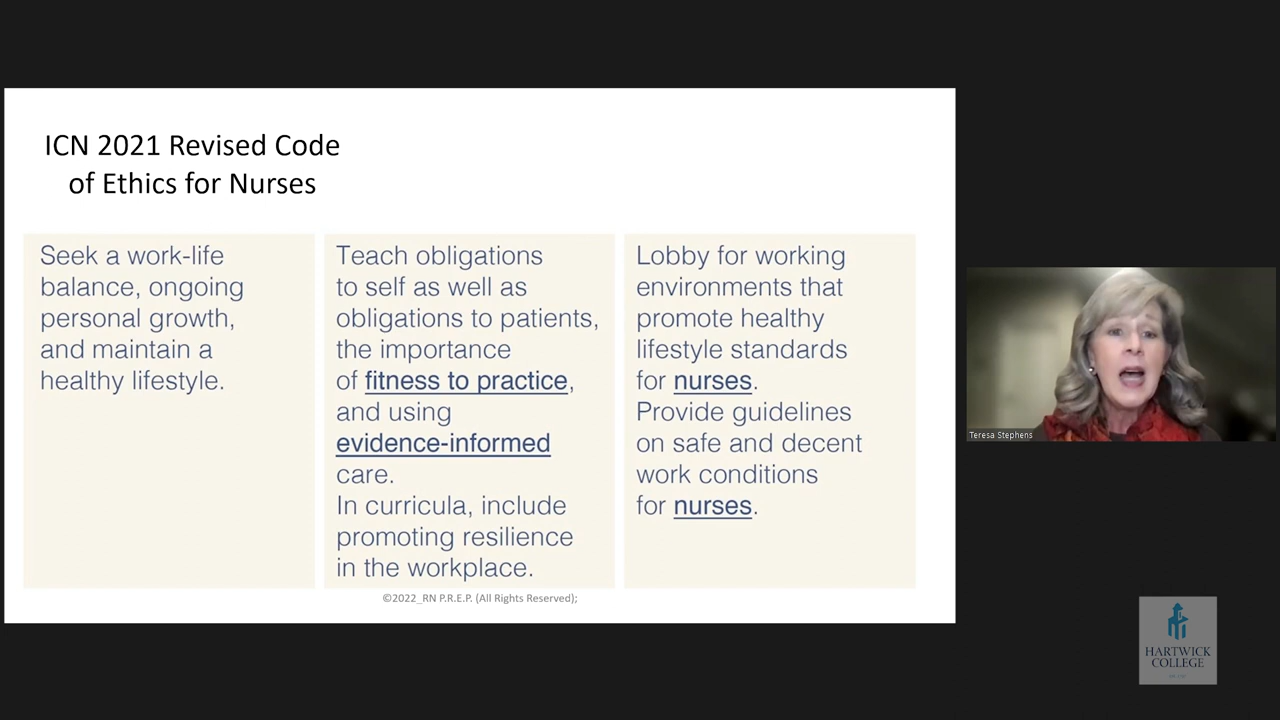 ICN 2021 Revised Code
of Ethics for Nurses
Seek a work-life
balance, ongoing
personal growth,
and maintain a
healthy lifestyle.
Teach obligations
to self as well as
obligations to patients,
the importance
of fitness to practice,
and using
evidence-informed
care.
In curricula, include
promoting resilience
in the workplace.
Lobby for working
environments that
promote healthy
lifestyle standards
for nurses.
Provide guidelines
on safe and decent
work conditions
for nurses.
©2022_RN P.R.E.P. (All Rights Reserved);
Teresa Stephens
HARTWICK
COLLEGE